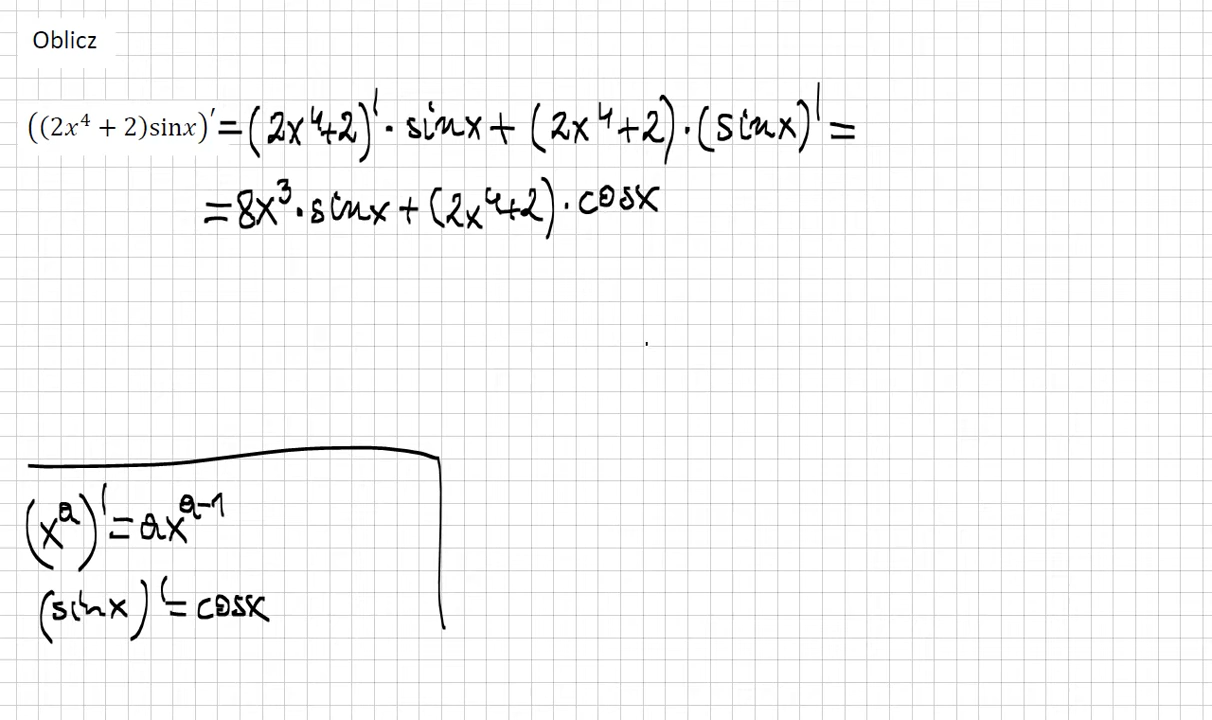 Oblicz
((2x⁴ + 2)sinx)′ = (2x⁴+2)′ · sinx + (2x⁴+2) · (sinx)′ =
= 8x³ · sinx + (2x⁴+2) · cosx
(xᵃ)′ = axᵃ⁻¹
(sinx)′ = cosx